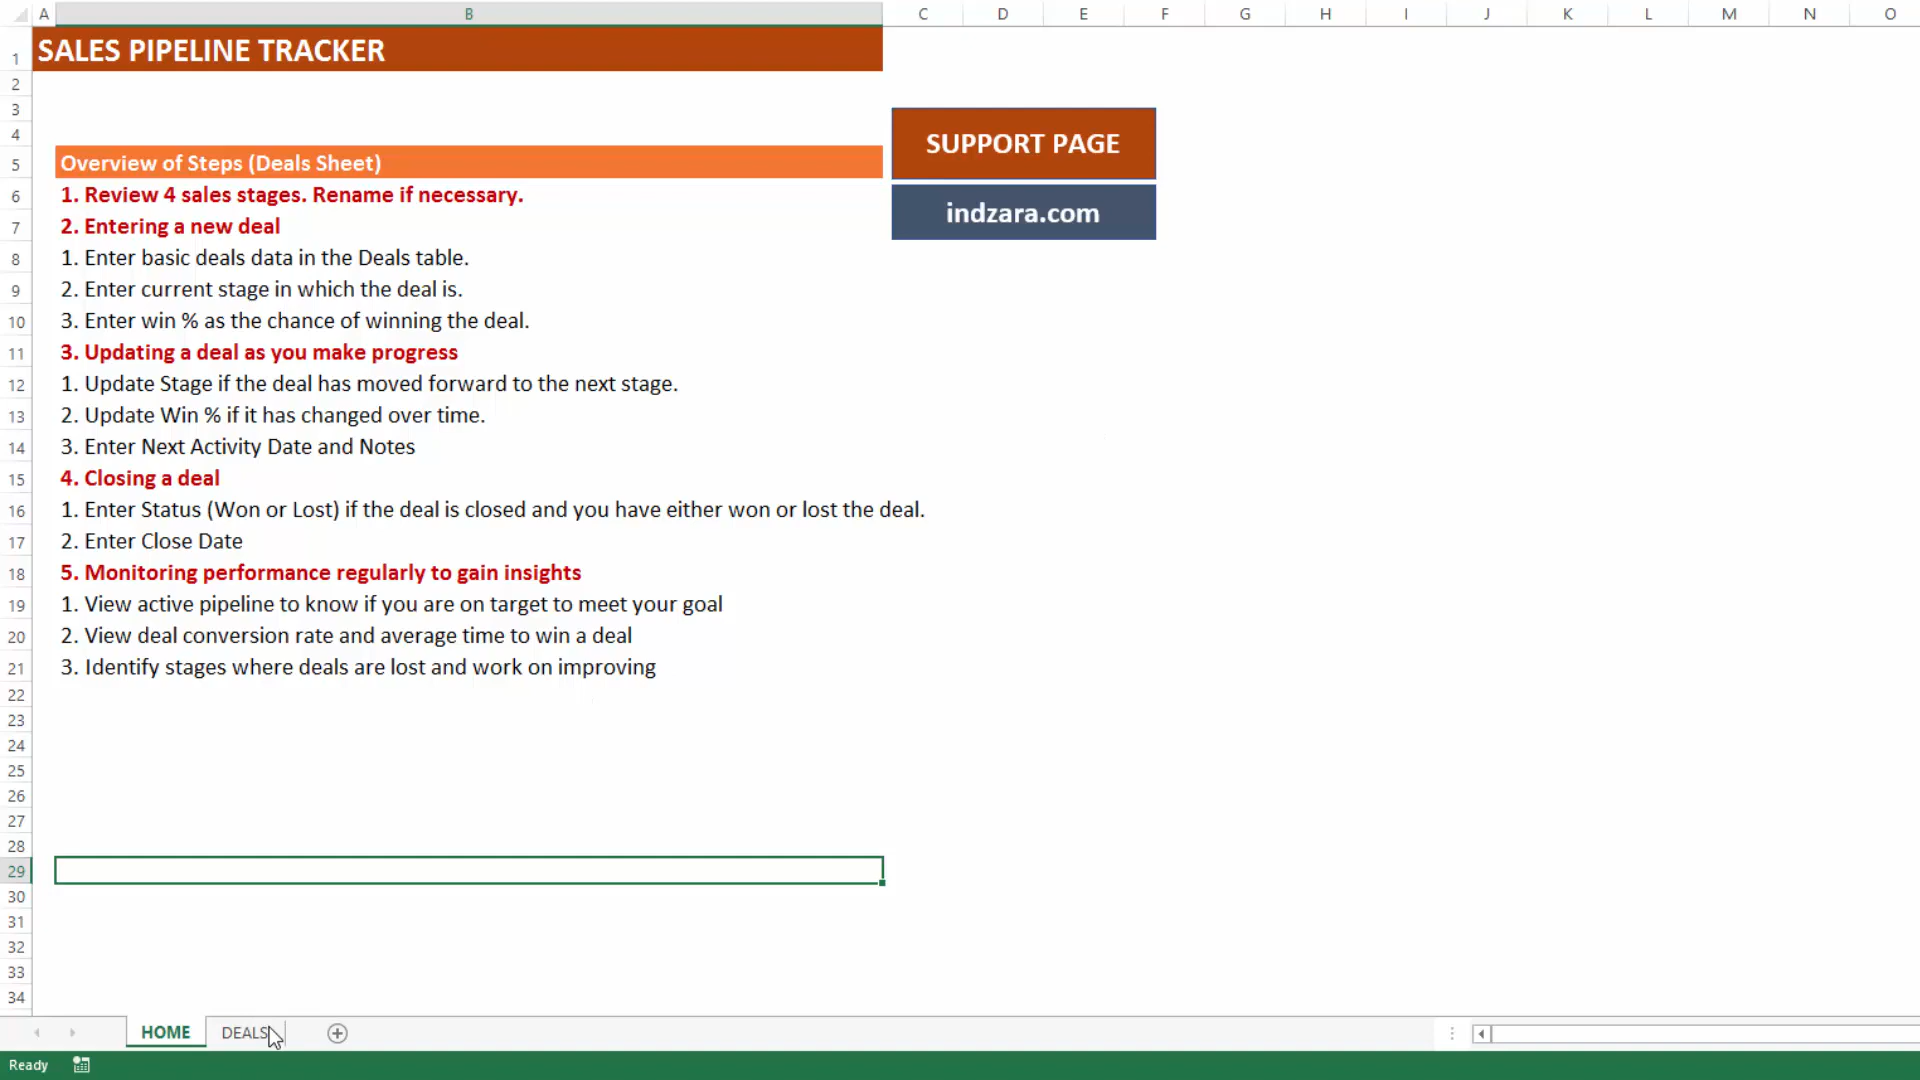 A B C D E F G H I J K L M N O
1 SALES PIPELINE TRACKER
2
3
4 SUPPORT PAGE
5 Overview of Steps (Deals Sheet)
6 1. Review 4 sales stages. Rename if necessary.
indzara.com
7 2. Entering a new deal
8 1. Enter basic deals data in the Deals table.
9 2. Enter current stage in which the deal is.
10 3. Enter win % as the chance of winning the deal.
11 3. Updating a deal as you make progress
12 1. Update Stage if the deal has moved forward to the next stage.
13 2. Update Win % if it has changed over time.
14 3. Enter Next Activity Date and Notes
15 4. Closing a deal
16 1. Enter Status (Won or Lost) if the deal is closed and you have either won or lost the deal.
17 2. Enter Close Date
18 5. Monitoring performance regularly to gain insights
19 1. View active pipeline to know if you are on target to meet your goal
20 2. View deal conversion rate and average time to win a deal
21 3. Identify stages where deals are lost and work on improving
22
23
24
25
26
27
28
29
30
31
32
33
34
HOME DEALS
Ready